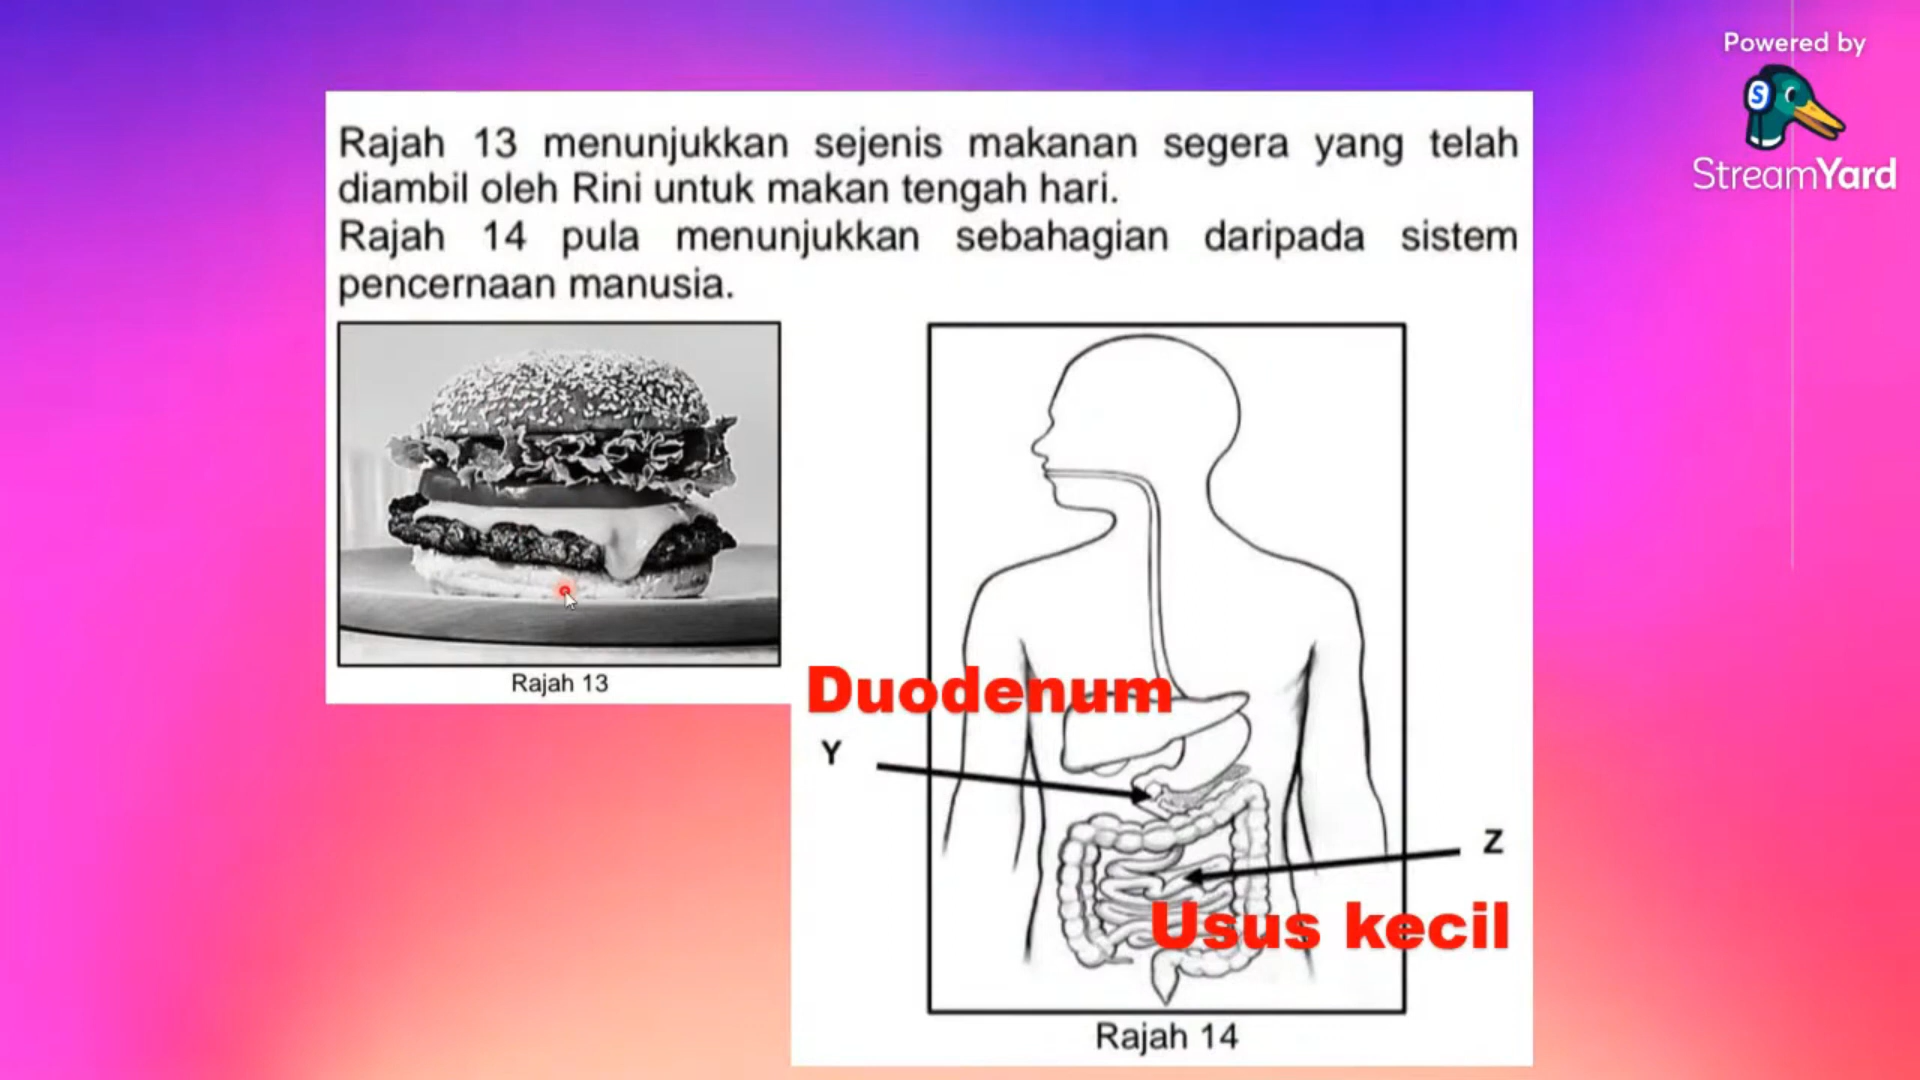 Powered by
StreamYard
Rajah 13 menunjukkan sejenis makanan segera yang telah
diambil oleh Rini untuk makan tengah hari.
Rajah 14 pula menunjukkan sebahagian daripada sistem
pencernaan manusia.
Rajah 13
Duodenum
Y
Z
Usus kecil
Rajah 14